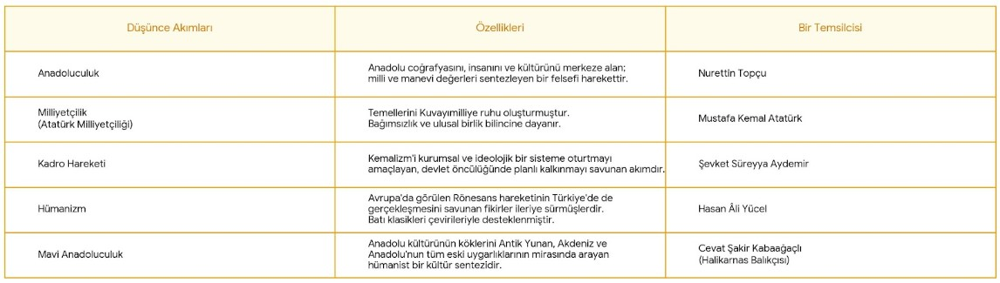 Düşünce Akımları
Özellikleri
Bir Temsilcisi
Anadoluculuk
Anadolu coğrafyasını, insanını ve kültürünü merkeze alan;
milli ve manevi değerleri sentezleyen bir felsefi harekettir.
Nurettin Topçu
Milliyetçilik
(Atatürk Milliyetçiliği)
Temellerini Kuvayımilliye ruhu oluşturmuştur.
Bağımsızlık ve ulusal birlik bilincine dayanır.
Mustafa Kemal Atatürk
Kadro Hareketi
Kemalizm'i kurumsal ve ideolojik bir sisteme oturtmayı
amaçlayan, devlet öncülüğünde planlı kalkınmayı savunan akımdır.
Şevket Süreyya Aydemir
Hümanizm
Avrupa'da görülen Rönesans hareketinin Türkiye'de de
gerçekleşmesini savunan fikirler ileriye sürmüşlerdir.
Batı klasikleri çevirileriyle desteklenmiştir.
Hasan Âli Yücel
Mavi Anadoluculuk
Anadolu kültürünün köklerini Antik Yunan, Akdeniz ve
Anadolu'nun tüm eski uygarlıklarının mirasında arayan
hümanist bir kültür sentezidir.
Cevat Şakir Kabaağaçlı
(Halikarnas Balıkçısı)